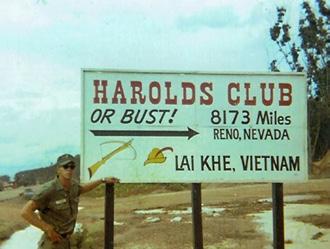 HAROLDS CLUB
OR BUST!
8173 Miles
RENO, NEVADA
LAI KHE, VIETNAM